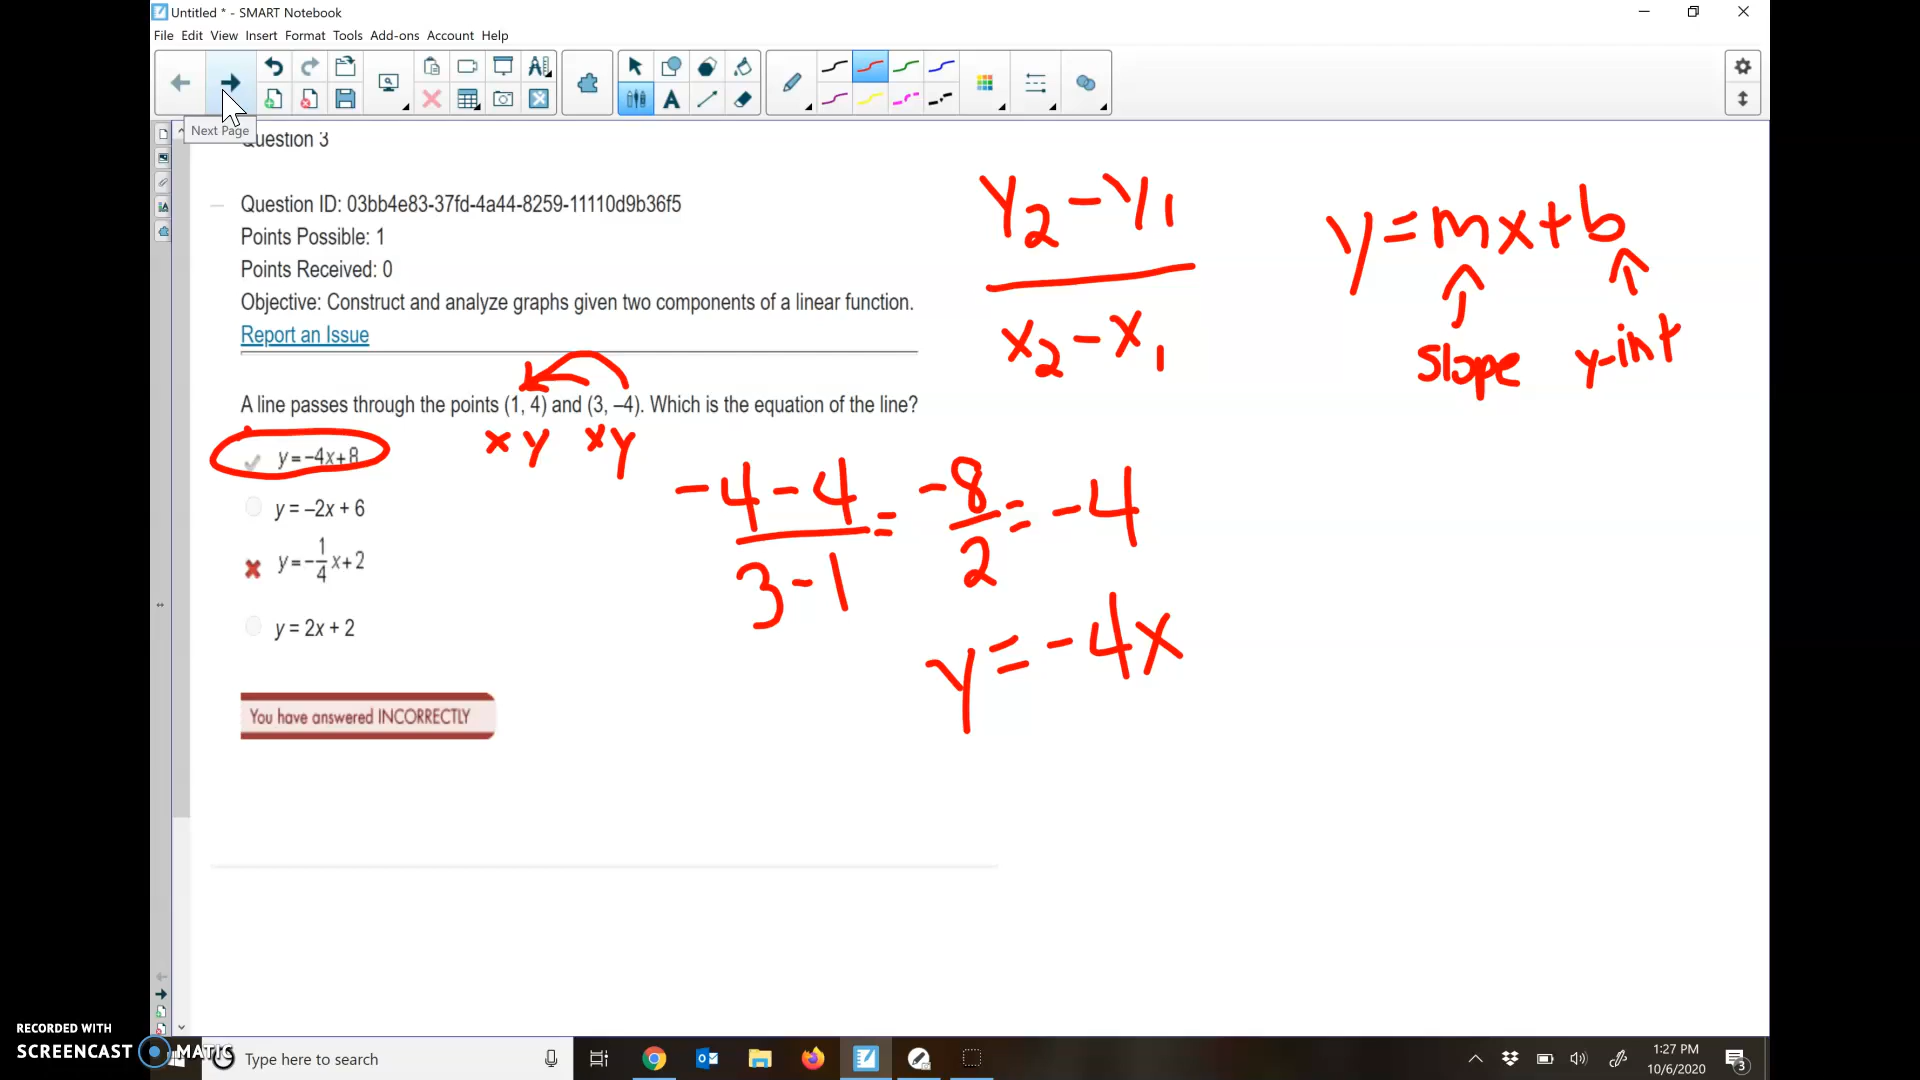 Untitled * - SMART Notebook
File Edit View Insert Format Tools Add-ons Account Help
Next Page
Question 3
Question ID: 03bb4e83-37fd-4a44-8259-11110d9b36f5
Points Possible: 1
Points Received: 0
Objective: Construct and analyze graphs given two components of a linear function.
Report an Issue
A line passes through the points (1, 4) and (3, –4). Which is the equation of the line?
x y x y
y = –4x+8
y = –2x + 6
y = –1/4 x+2
y = 2x + 2
You have answered INCORRECTLY
y2 - y1
x2 - x1
y = mx + b
slope
y-int
-4 - 4 / 3 - 1 = -8 / 2 = -4
y = -4x
RECORDED WITH
SCREENCAST MATIC
Type here to search
1:27 PM
10/6/2020
3